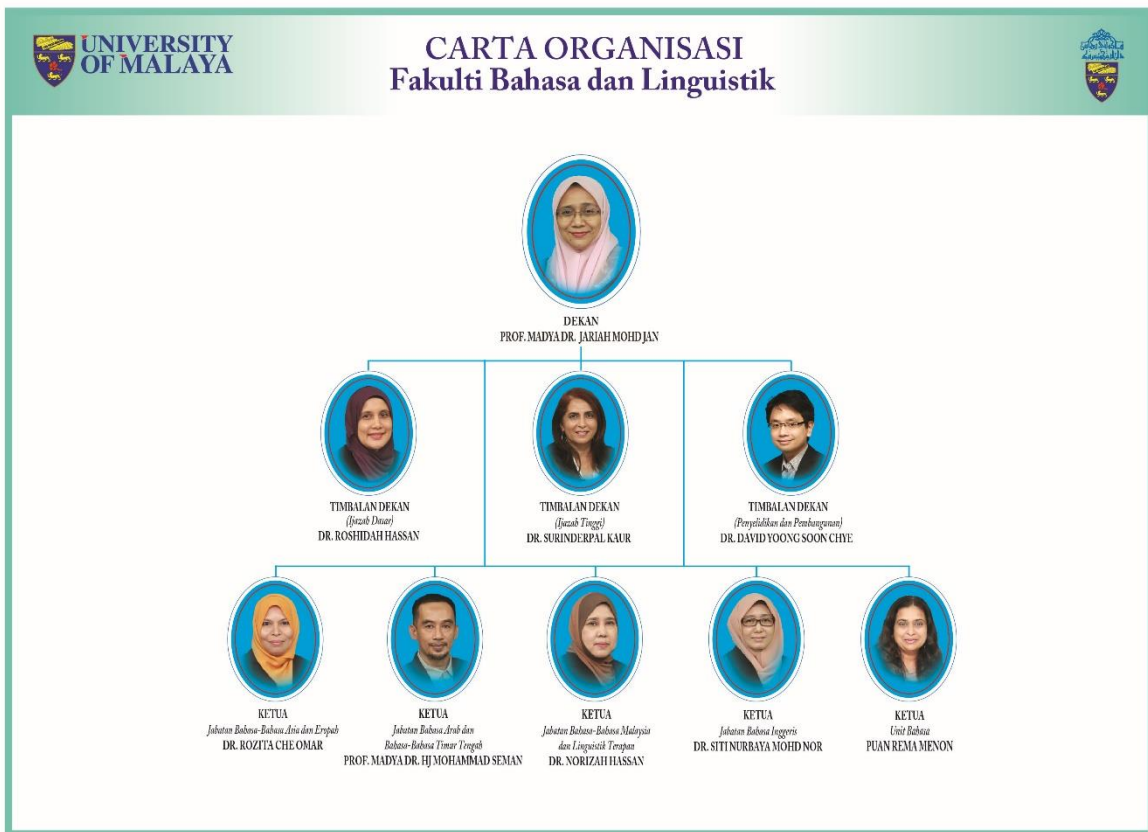 UNIVERSITY
OF MALAYA
CARTA ORGANISASI
Fakulti Bahasa dan Linguistik
DEKAN
PROF. MADYA DR. JARIAH MOHD JAN
TIMBALAN DEKAN
(Ijazah Dasar)
DR. ROSHIDAH HASSAN
TIMBALAN DEKAN
(Ijazah Tinggi)
DR. SURINDERPAL KAUR
TIMBALAN DEKAN
(Penyelidikan dan Pembangunan)
DR. DAVID YOONG SOON CHYE
KETUA
Jabatan Bahasa-Bahasa Asia dan Eropah
DR. ROZITA CHE OMAR
KETUA
Jabatan Bahasa Arab dan
Bahasa-Bahasa Timur Tengah
PROF. MADYA DR. HJ MOHAMMAD SEMAN
KETUA
Jabatan Bahasa-Bahasa Malaysia
dan Linguistik Terapan
DR. NORIZAH HASSAN
KETUA
Jabatan Bahasa Inggeris
DR. SITI NURBAYA MOHD NOR
KETUA
Unit Bahasa
PUAN REMA MENON